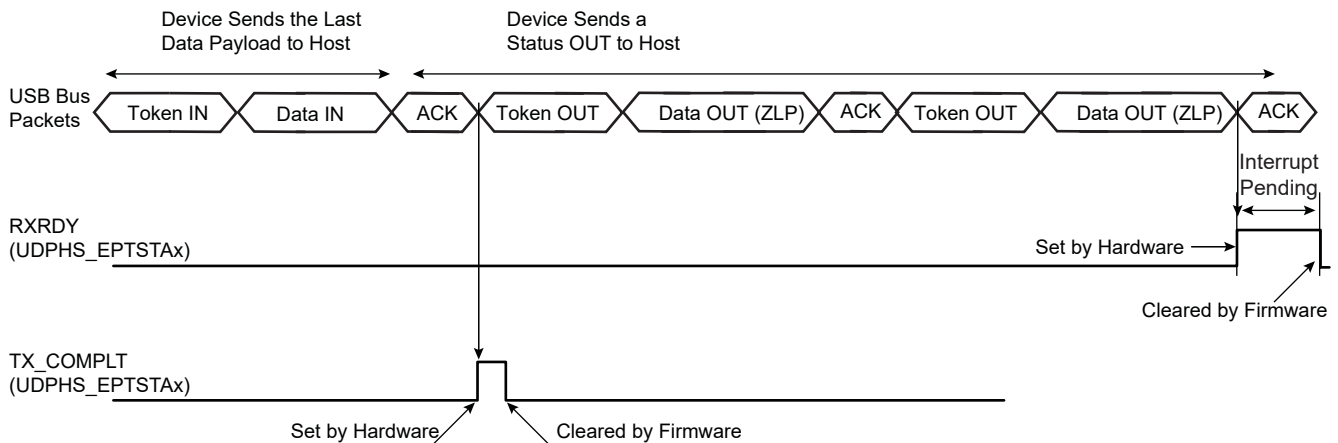 Device Sends the Last
Data Payload to Host
Device Sends a
Status OUT to Host
USB Bus
Packets
Token IN
Data IN
ACK
Token OUT
Data OUT (ZLP)
ACK
Token OUT
Data OUT (ZLP)
ACK
Interrupt
Pending
RXRDY
(UDPHS_EPTSTAx)
Set by Hardware
Cleared by Firmware
TX_COMPLT
(UDPHS_EPTSTAx)
Set by Hardware
Cleared by Firmware